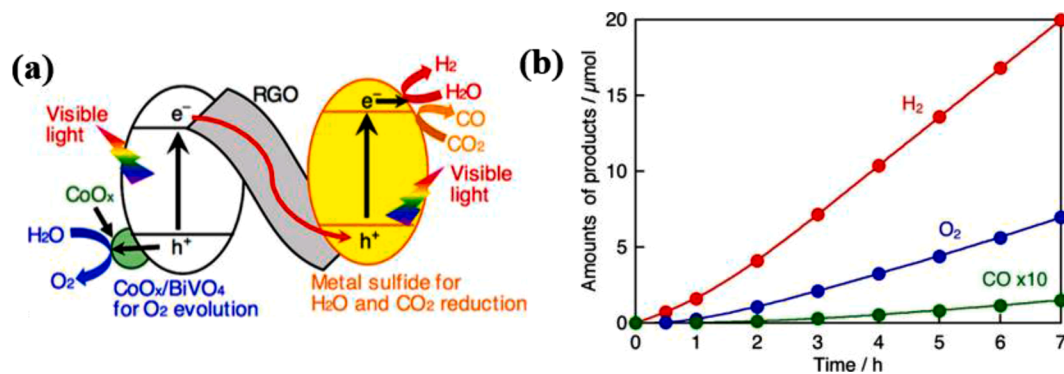 (a)
RGO
e⁻
Visible
light
CoOₓ
H₂O
O₂
h⁺
CoOₓ/BiVO₄
for O₂ evolution
e⁻
H₂
H₂O
CO
CO₂
Visible
light
h⁺
Metal sulfide for
H₂O and CO₂ reduction
(b)
Amounts of products / μmol
20
15
10
5
0
H₂
O₂
CO x10
0
1
2
3
4
5
6
7
Time / h